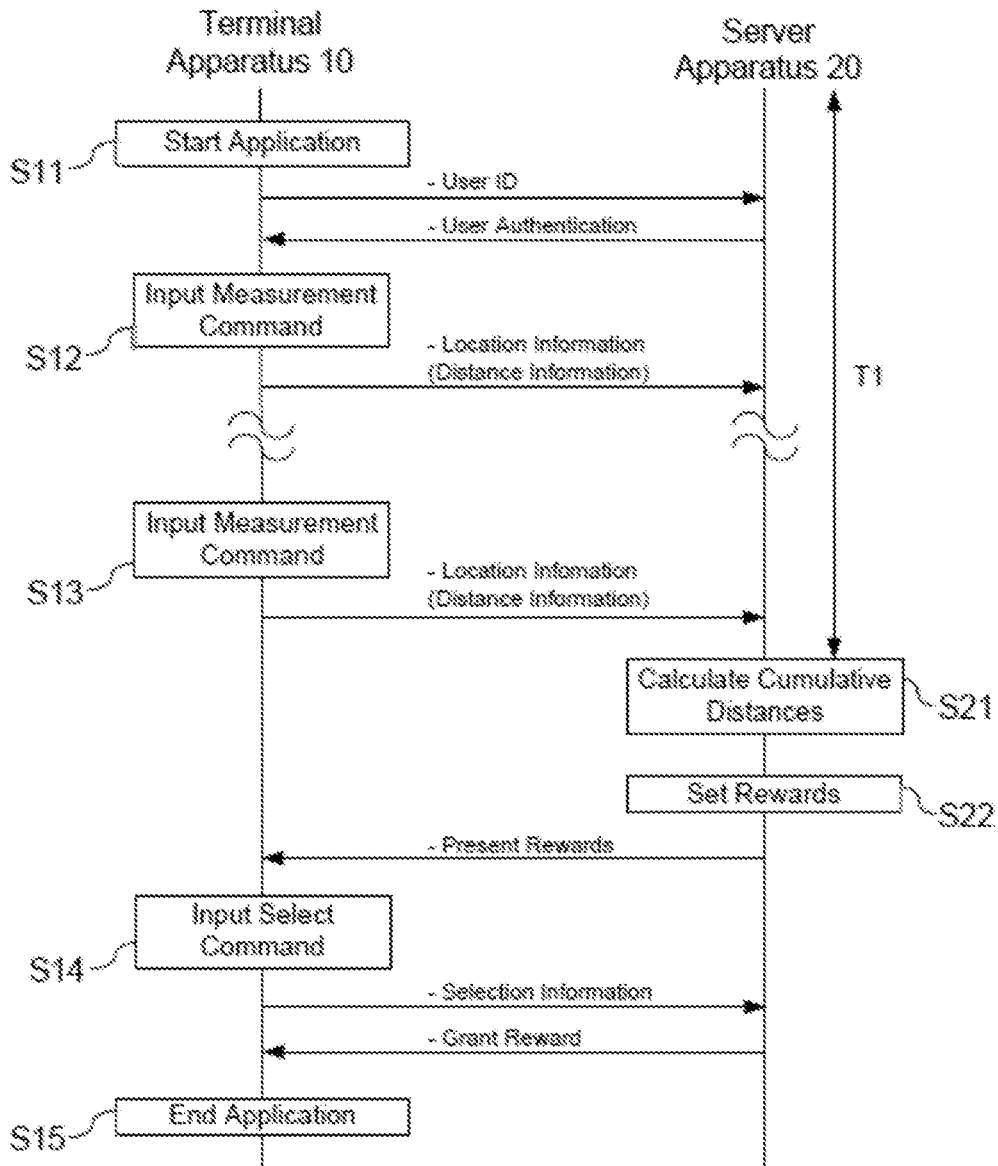 Terminal
Apparatus 10
Server
Apparatus 20
Start Application
S11
- User ID
- User Authentication
Input Measurement
Command
S12
- Location Information
(Distance Information)
T1
Input Measurement
Command
S13
- Location Infomation
(Distance Information)
Calculate Cumulative
Distances
S21
Set Rewards
S22
- Present Rewards
Input Select
Command
S14
- Selection Information
- Grant Reward
End Application
S15